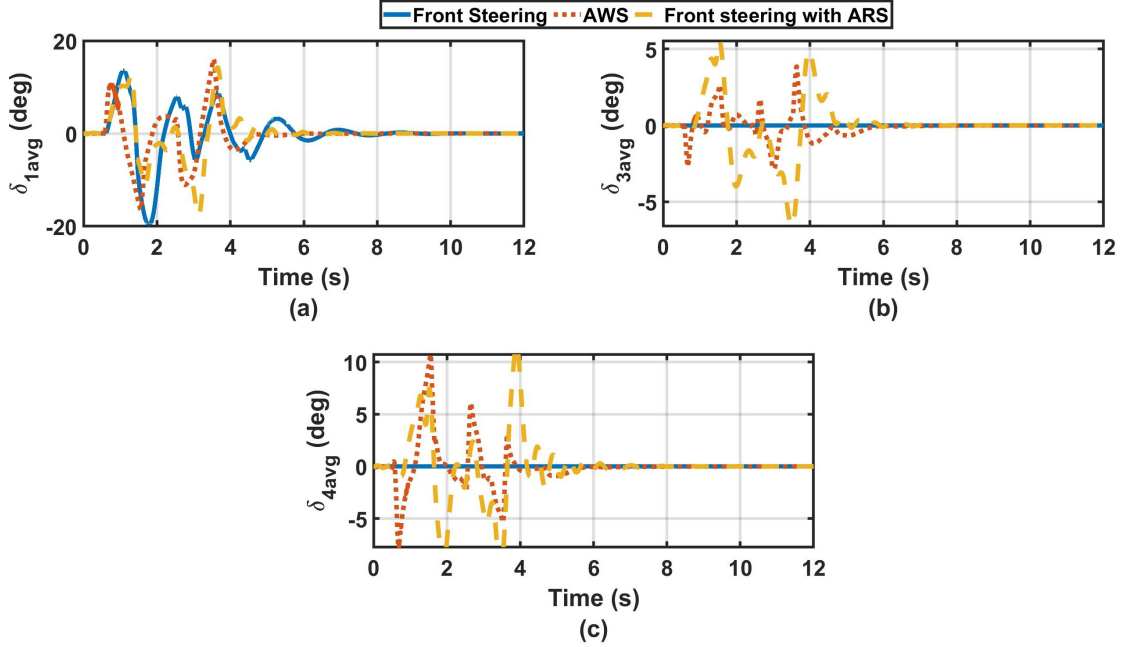 Front Steering AWS Front steering with ARS
20
0
-20
δ1avg (deg)
0 2 4 6 8 10 12
Time (s)
(a)
5
0
-5
δ3avg (deg)
0 2 4 6 8 10 12
Time (s)
(b)
10
5
0
-5
δ4avg (deg)
0 2 4 6 8 10 12
Time (s)
(c)